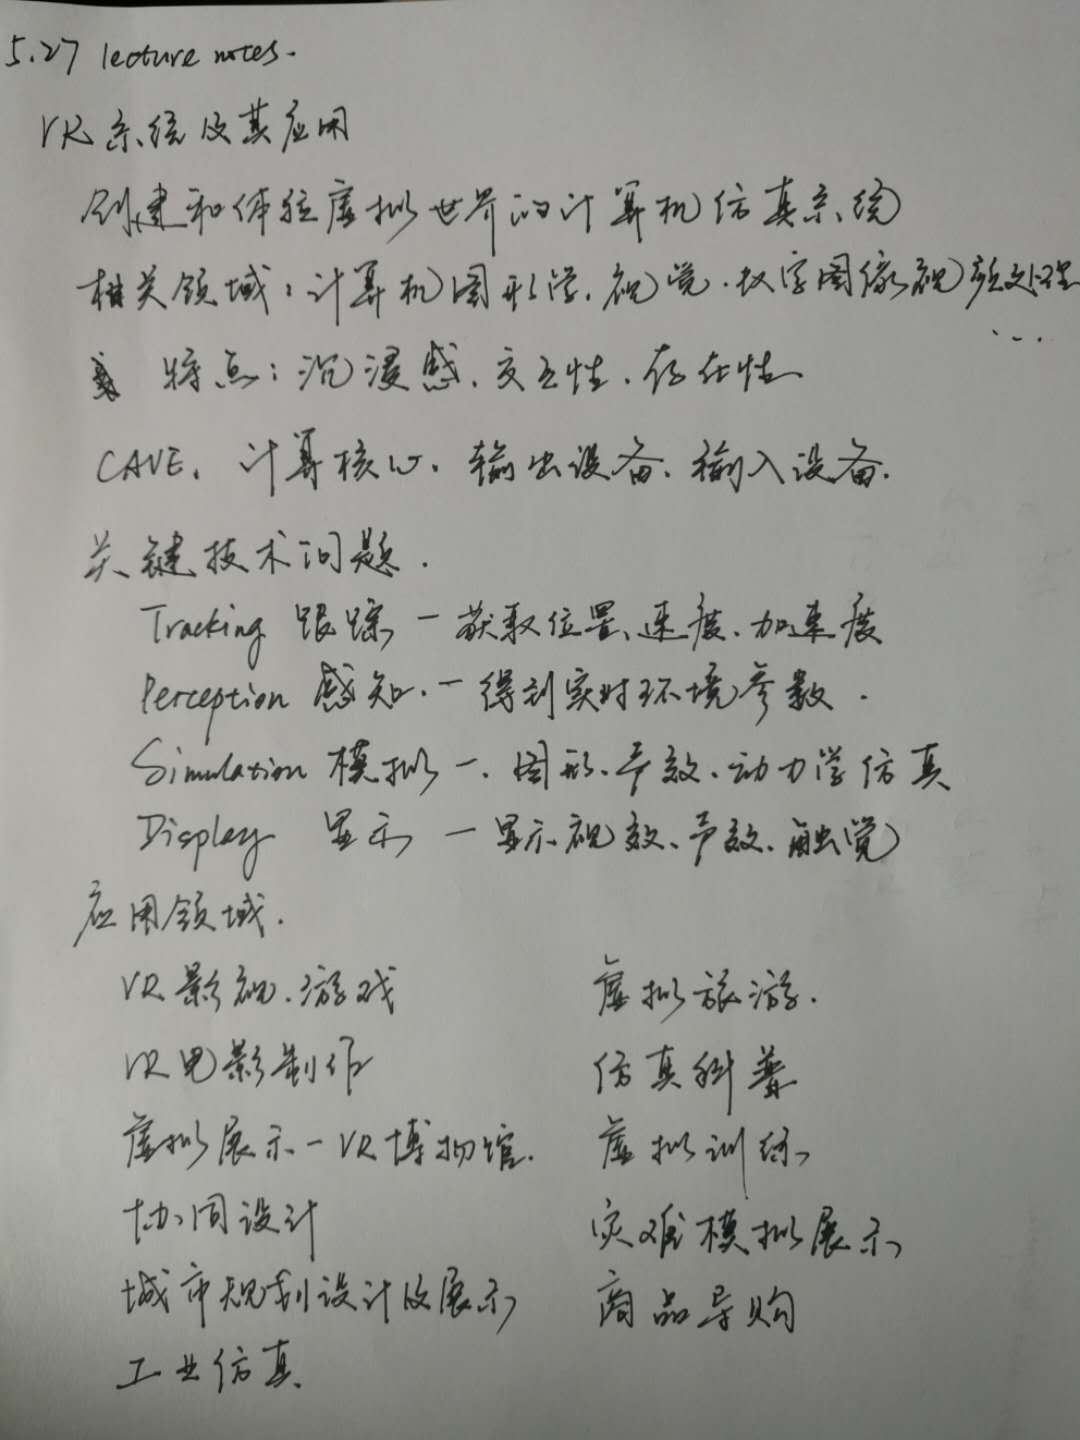 5.27 lecture notes.
VR系统及其应用
创建和体验虚拟世界的计算机仿真系统
相关领域：计算机图形学、视觉、数字图像视频处理
...
特点：沉浸感、交互性、存在性
CAVE、计算核心、输出设备、输入设备.
关键技术问题.
Tracking 跟踪 — 获取位置、速度、加速度
Perception 感知. — 得到实时环境参数.
Simulation 模拟 — 、图形、声效、动力学仿真
Display 显示 — 显示视效、声效、触觉
应用领域.
VR影视、游戏
VR电影制作
虚拟展示 — VR博物馆.
协同设计
城市规划设计及展示
工业仿真
虚拟旅游.
仿真科普
虚拟训练
灾难模拟展示
商品导购